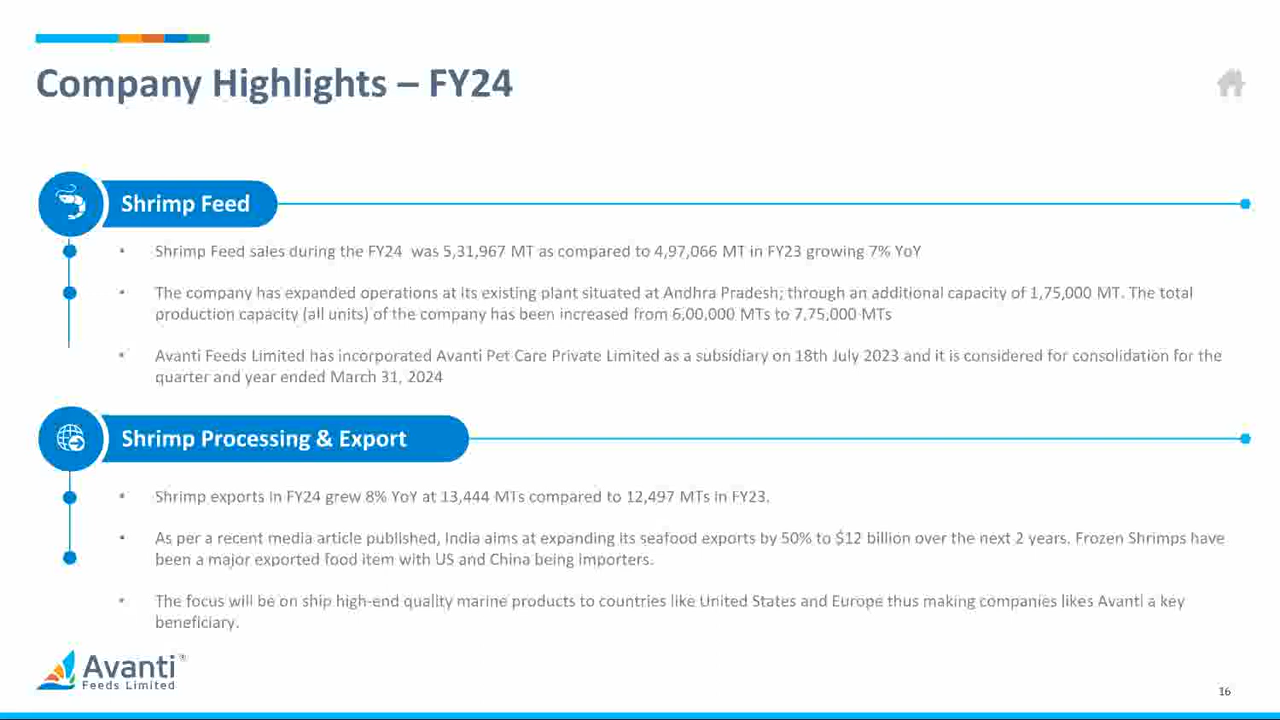 Company Highlights – FY24
Shrimp Feed
• Shrimp Feed sales during the FY24 was 5,31,967 MT as compared to 4,97,066 MT in FY23 growing 7% YoY
• The company has expanded operations at its existing plant situated at Andhra Pradesh; through an additional capacity of 1,75,000 MT. The total
production capacity (all units) of the company has been increased from 6,00,000 MTs to 7,75,000 MTs
• Avanti Feeds Limited has incorporated Avanti Pet Care Private Limited as a subsidiary on 18th July 2023 and it is considered for consolidation for the
quarter and year ended March 31, 2024
Shrimp Processing & Export
• Shrimp exports in FY24 grew 8% YoY at 13,444 MTs compared to 12,497 MTs in FY23.
• As per a recent media article published, India aims at expanding its seafood exports by 50% to $12 billion over the next 2 years. Frozen Shrimps have
been a major exported food item with US and China being importers.
• The focus will be on ship high-end quality marine products to countries like United States and Europe thus making companies likes Avanti a key
beneficiary.
Avanti®
Feeds Limited
16